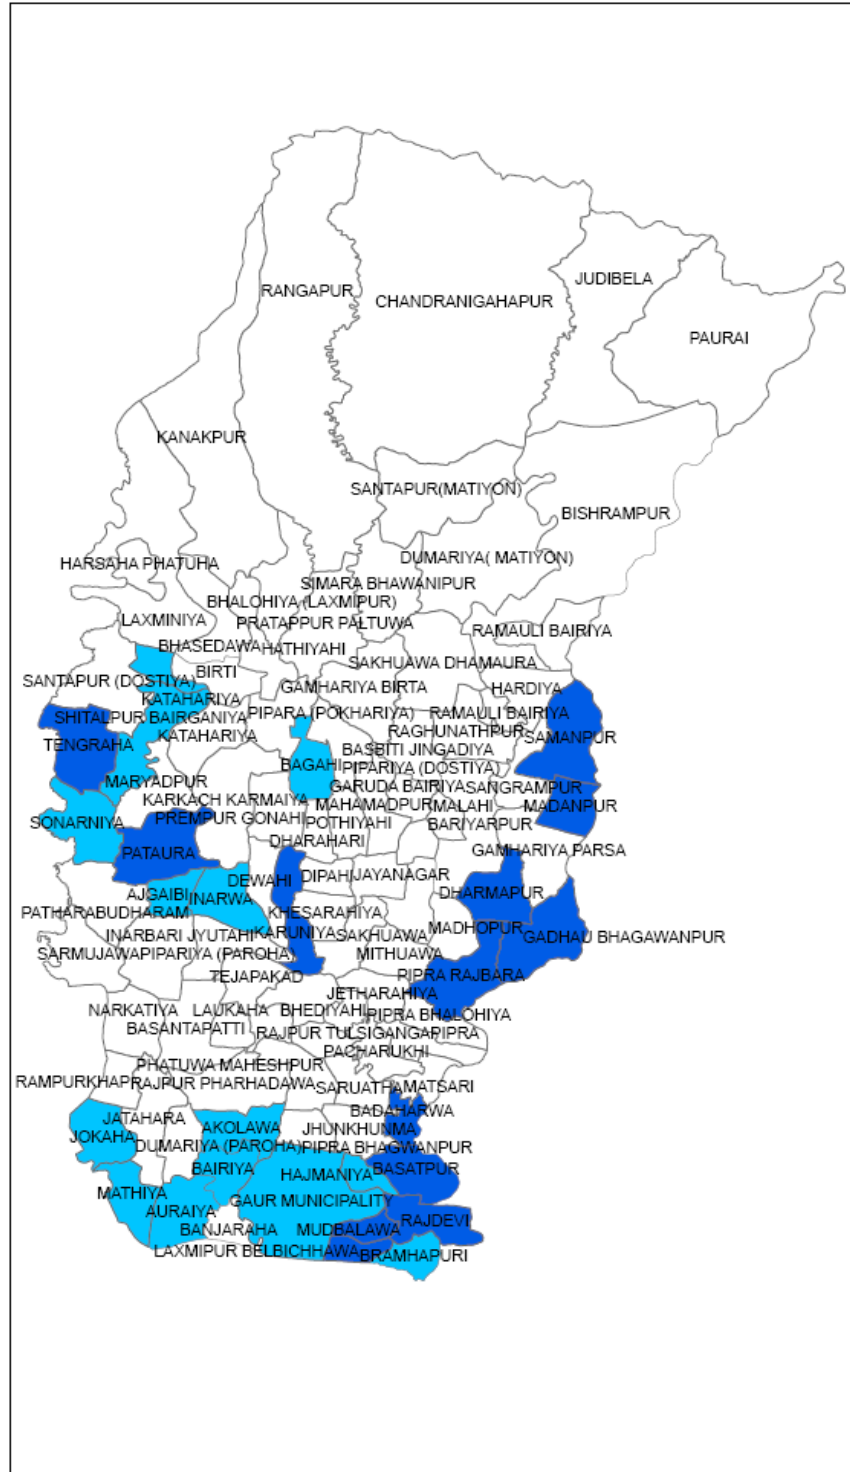 JUDIBELA
RANGAPUR
CHANDRANIGAHAPUR
PAURAI
KANAKPUR
SANTAPUR(MATIYON)
BISHRAMPUR
DUMARIYA( MATIYON)
HARSAHA PHATUHA
SIMARA BHAWANIPUR
BHALOHIYA (LAXMIPUR)
LAXMINIYA
PRATAPPUR PALTUWA
RAMAULI BAIRIYA
BHASEDAWA
HATHIYAHI
SAKHUAWA DHAMAURA
BIRTI
SANTAPUR (DOSTIYA)
GAMHARIYA BIRTA
HARDIYA
KATAHARIYA
PIPARA (POKHARIYA)
RAMAULI BAIRIYA
SHITALPUR BAIRGANIYA
RAGHUNATHPUR
KATAHARIYA
SAMANPUR
TENGRAHA
BASBITI JINGADIYA
BAGAHI
PIPARIYA (DOSTIYA)
MARYADPUR
GARUDA BAIRIYA
SANGRAMPUR
KARKACH KARMAIYA
MAHAMADPUR
MALAHI
MADANPUR
PREMPUR GONAHI
SONARNIYA
POTHIYAHI
BARIYARPUR
DHARAHARI
PATAURA
GAMHARIYA PARSA
DEWAHI
DIPAHI
JAYANAGAR
AJGAIBI
INARWA
DHARMAPUR
PATHARABUDHARAM
KHESARAHIYA
MADHOPUR
INARBARI JYUTAHI
KARUNIYA
SAKHUAWA
GADHAU BHAGAWANPUR
SARMUJAWA
PIPARIYA (PAROHA)
MITHUAWA
TEJAPAKAD
PIPRA RAJBARA
JETHARAHIYA
NARKATIYA
LAUKAHA
BHEDIYAHI
PIPRA BHALOHIYA
BASANTAPATTI
RAJPUR TULSI
GANGAPIPRA
PACHARUKHI
PHATUWA MAHESHPUR
RAMPURKHAP
RAJPUR PHARHADAWA
SARUATHA
MATSARI
BADAHARWA
JATAHARA
AKOLAWA
JHUNKHUNMA
JOKAHA
DUMARIYA (PAROHA)
PIPRA BHAGWANPUR
BAIRIYA
HAJMANIYA
BASATPUR
MATHIYA
GAUR MUNICIPALITY
AURAIYA
RAJDEVI
BANJARAHA
MUDBALAWA
LAXMIPUR BELBICHHAWA
BRAMHAPURI